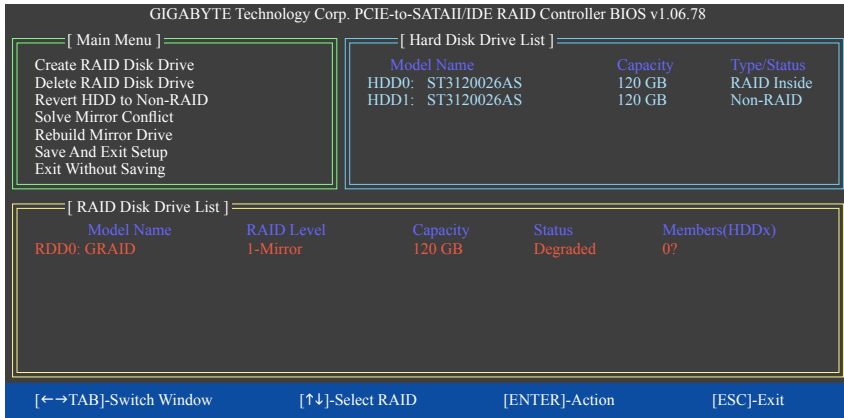 GIGABYTE Technology Corp. PCIE-to-SATAII/IDE RAID Controller BIOS v1.06.78
[ Main Menu ]
Create RAID Disk Drive
Delete RAID Disk Drive
Revert HDD to Non-RAID
Solve Mirror Conflict
Rebuild Mirror Drive
Save And Exit Setup
Exit Without Saving
[ Hard Disk Drive List ]
Model Name Capacity Type/Status
HDD0: ST3120026AS 120 GB RAID Inside
HDD1: ST3120026AS 120 GB Non-RAID
[ RAID Disk Drive List ]
Model Name RAID Level Capacity Status Members(HDDx)
RDD0: GRAID 1-Mirror 120 GB Degraded 0?
[←→TAB]-Switch Window [↑↓]-Select RAID [ENTER]-Action [ESC]-Exit